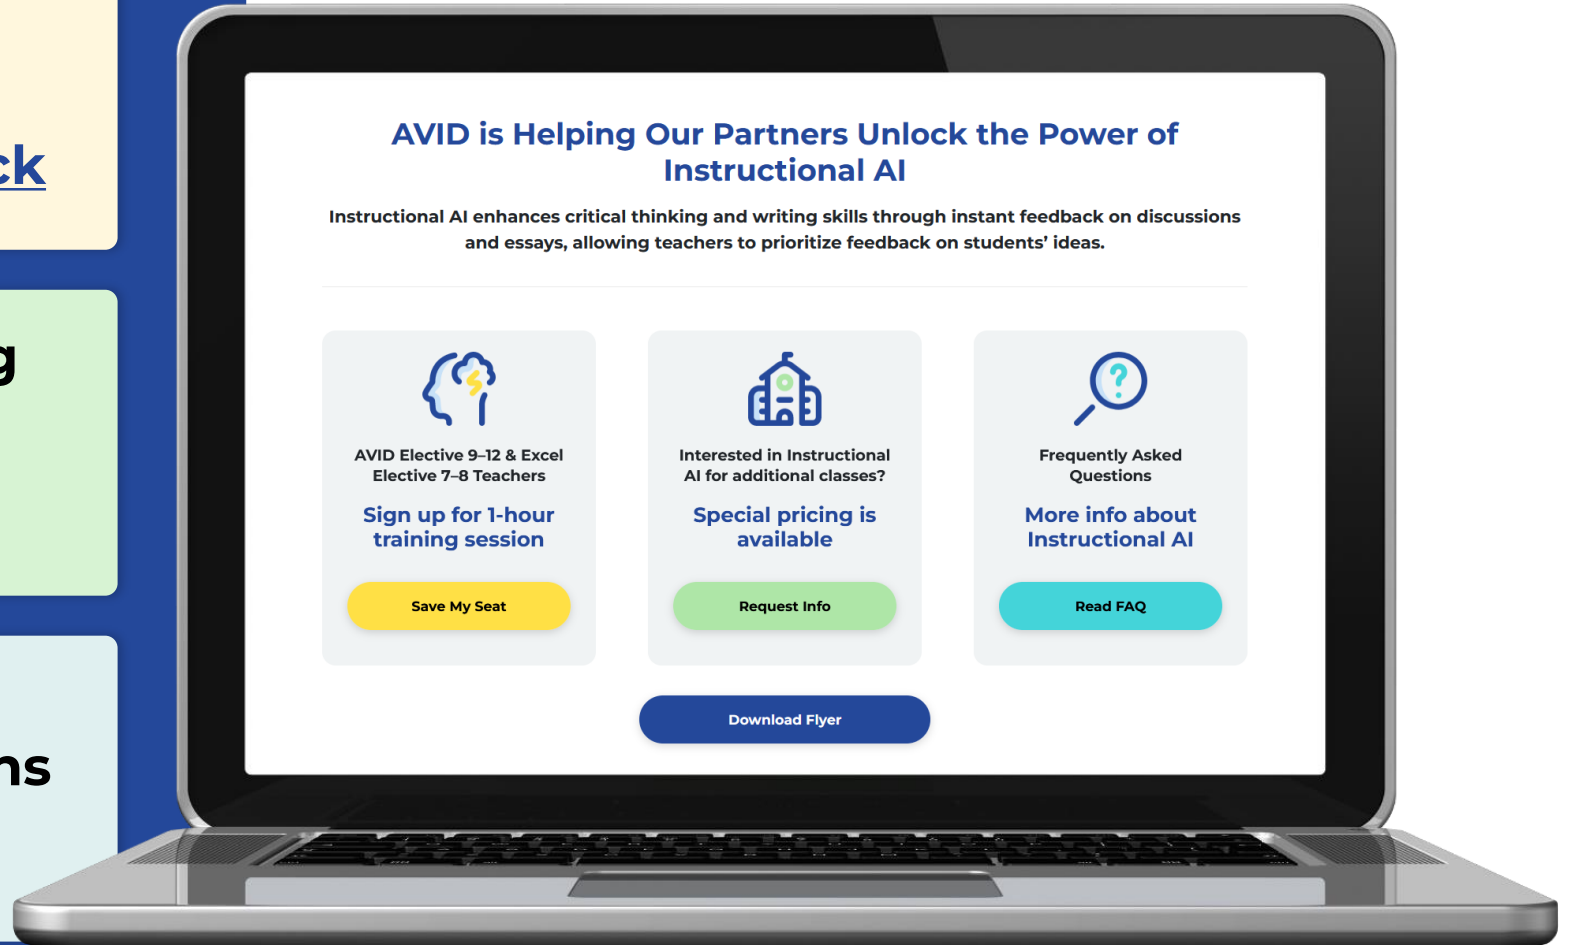 ck
g
ns
AVID is Helping Our Partners Unlock the Power of
Instructional AI
Instructional AI enhances critical thinking and writing skills through instant feedback on discussions
and essays, allowing teachers to prioritize feedback on students’ ideas.
AVID Elective 9–12 & Excel
Elective 7–8 Teachers
Sign up for 1-hour
training session
Save My Seat
Interested in Instructional
AI for additional classes?
Special pricing is
available
Request Info
Frequently Asked
Questions
More info about
Instructional AI
Read FAQ
Download Flyer